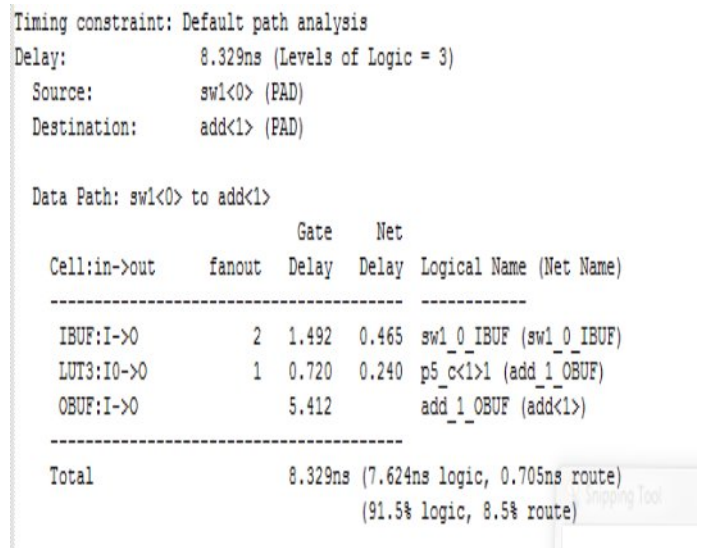 Timing constraint: Default path analysis
Delay: 8.329ns (Levels of Logic = 3)
Source: sw1<0> (PAD)
Destination: add<1> (PAD)
Data Path: sw1<0> to add<1>
Gate Net
Cell:in->out fanout Delay Delay Logical Name (Net Name)
---------------------------------------- ------------
IBUF:I->O 2 1.492 0.465 sw1_0_IBUF (sw1_0_IBUF)
LUT3:I0->O 1 0.720 0.240 p5_c<1>1 (add_1_OBUF)
OBUF:I->O 5.412 add_1_OBUF (add<1>)
----------------------------------------
Total 8.329ns (7.624ns logic, 0.705ns route)
(91.5% logic, 8.5% route)
Snipping Tool